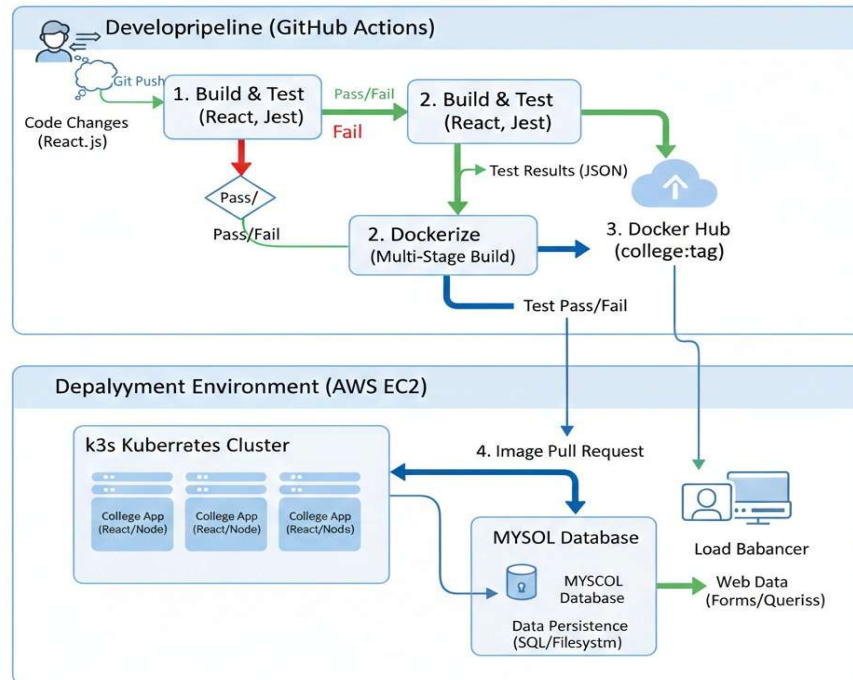 Developripeline (GitHub Actions)
Git Push
Code Changes
(React.js)
1. Build & Test
(React, Jest)
Pass/Fail
Fail
2. Build & Test
(React, Jest)
Test Results (JSON)
Pass/
Pass/Fail
2. Dockerize
(Multi-Stage Build)
3. Docker Hub
(college:tag)
Test Pass/Fail
Depalyyment Environment (AWS EC2)
k3s Kuberretes Cluster
College App
(React/Node)
College App
(React/Node)
College App
(React/Nods)
4. Image Pull Request
MYSOL Database
MYSCOL
Database
Data Persistence
(SQL/Filesystm)
Load Babancer
Web Data
(Forms/Queriss)